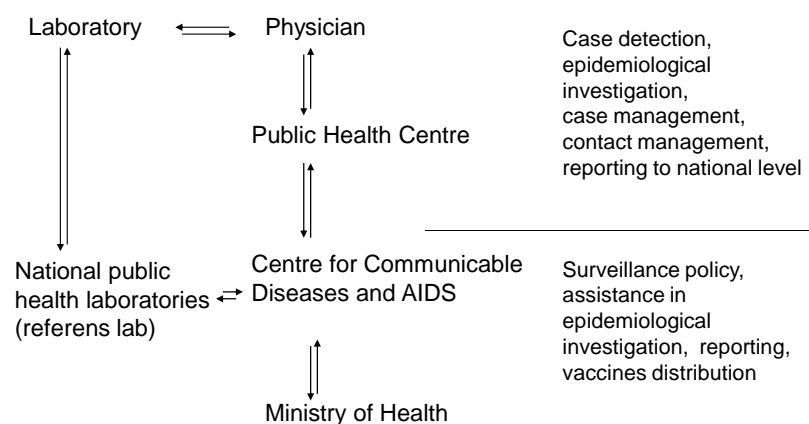 Laboratory
Physician
Case detection,
epidemiological
investigation,
case management,
contact management,
reporting to national level
Public Health Centre
National public
health laboratories
(referens lab)
Centre for Communicable
Diseases and AIDS
Surveillance policy,
assistance in
epidemiological
investigation, reporting,
vaccines distribution
Ministry of Health